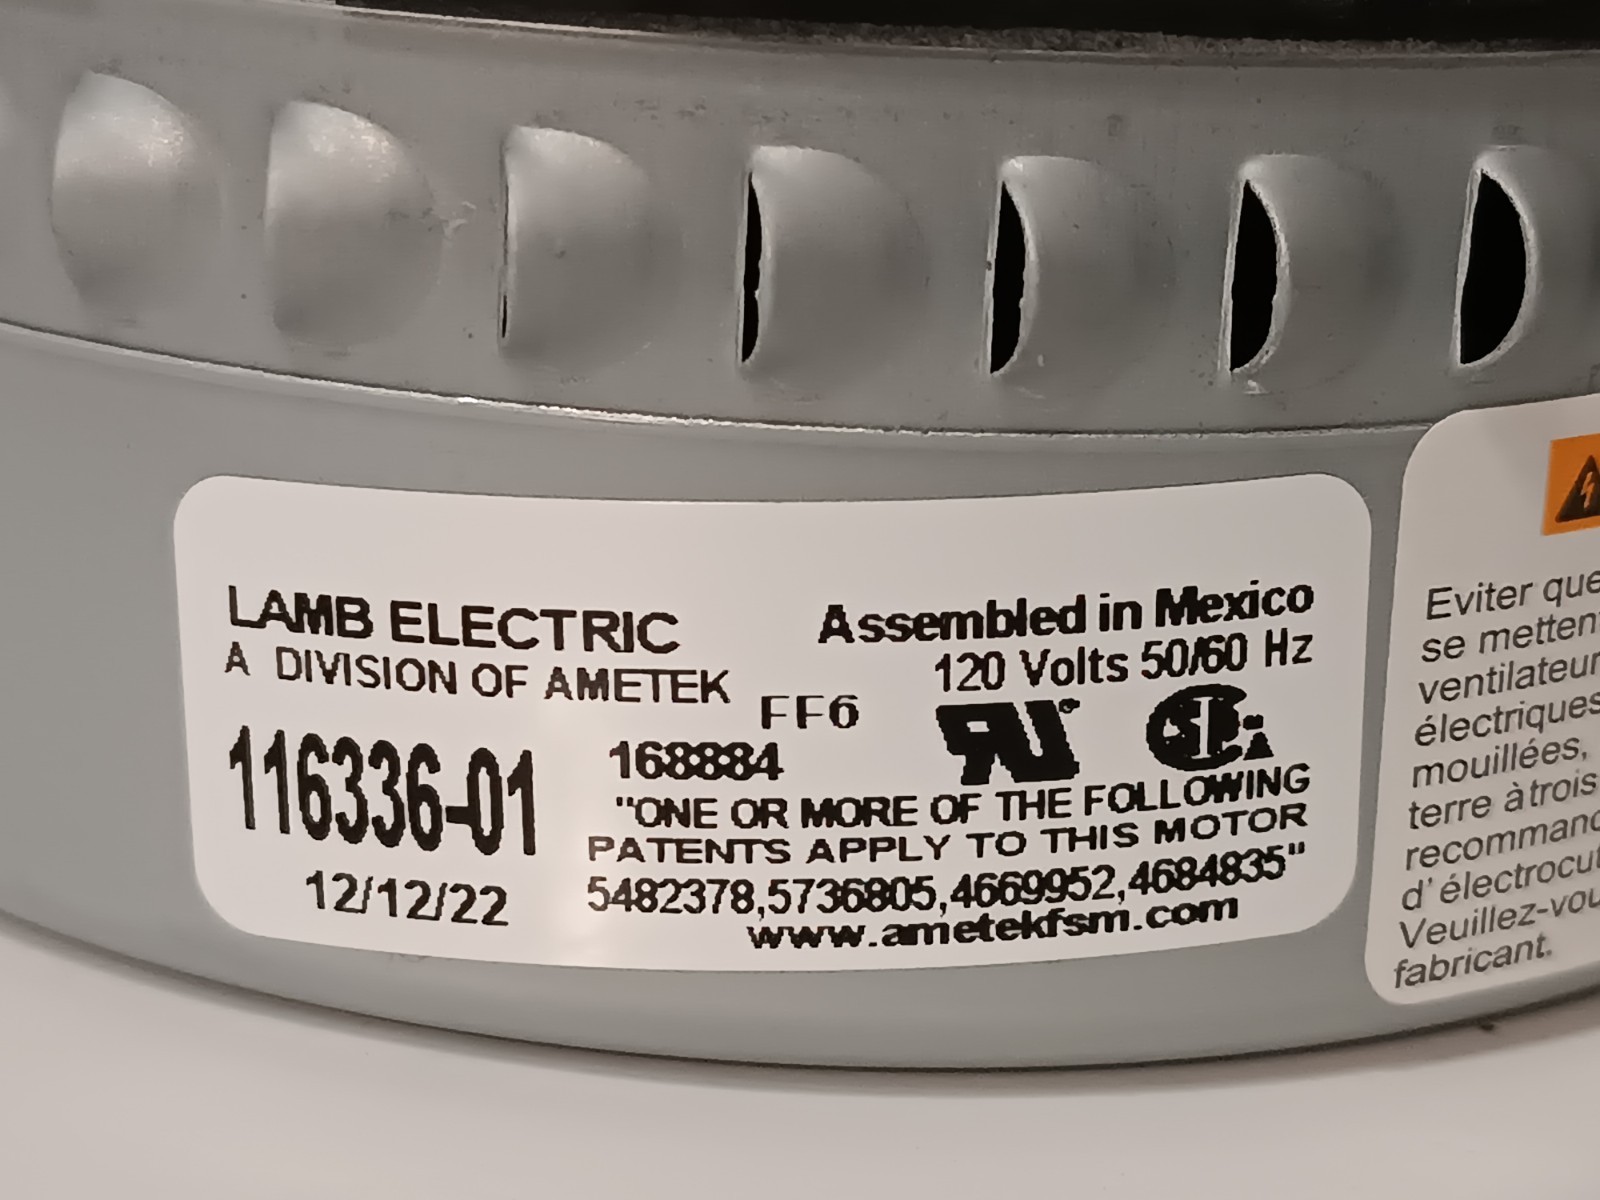 LAMB ELECTRIC
A DIVISION OF AMETEK
116336-01
12/12/22
Assembled in Mexico
120 Volts 50/60 Hz
FF6
168884
"ONE OR MORE OF THE FOLLOWING
PATENTS APPLY TO THIS MOTOR
5482378,5736805,4669952,4684835"
www.ametekfsm.com
Eviter que
se metten
ventilateur
électriques
mouillées,
terre à trois
recommand
d'électrocut
Veuillez-vou
fabricant.